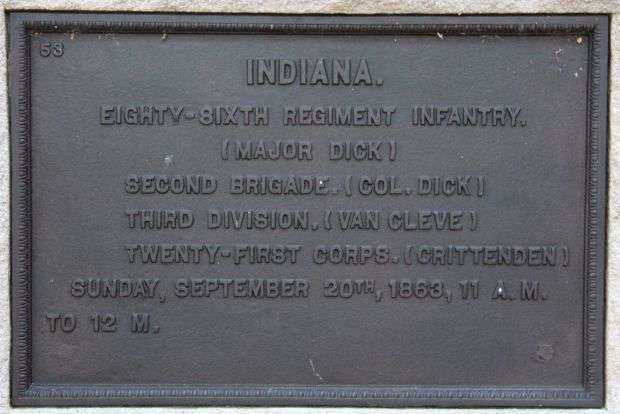 53
INDIANA.
EIGHTY-SIXTH REGIMENT INFANTRY.
(MAJOR DICK)
SECOND BRIGADE. (COL. DICK)
THIRD DIVISION. (VAN CLEVE)
TWENTY-FIRST CORPS. (CRITTENDEN)
SUNDAY, SEPTEMBER 20TH, 1863, 11 A.M.
TO 12 M.